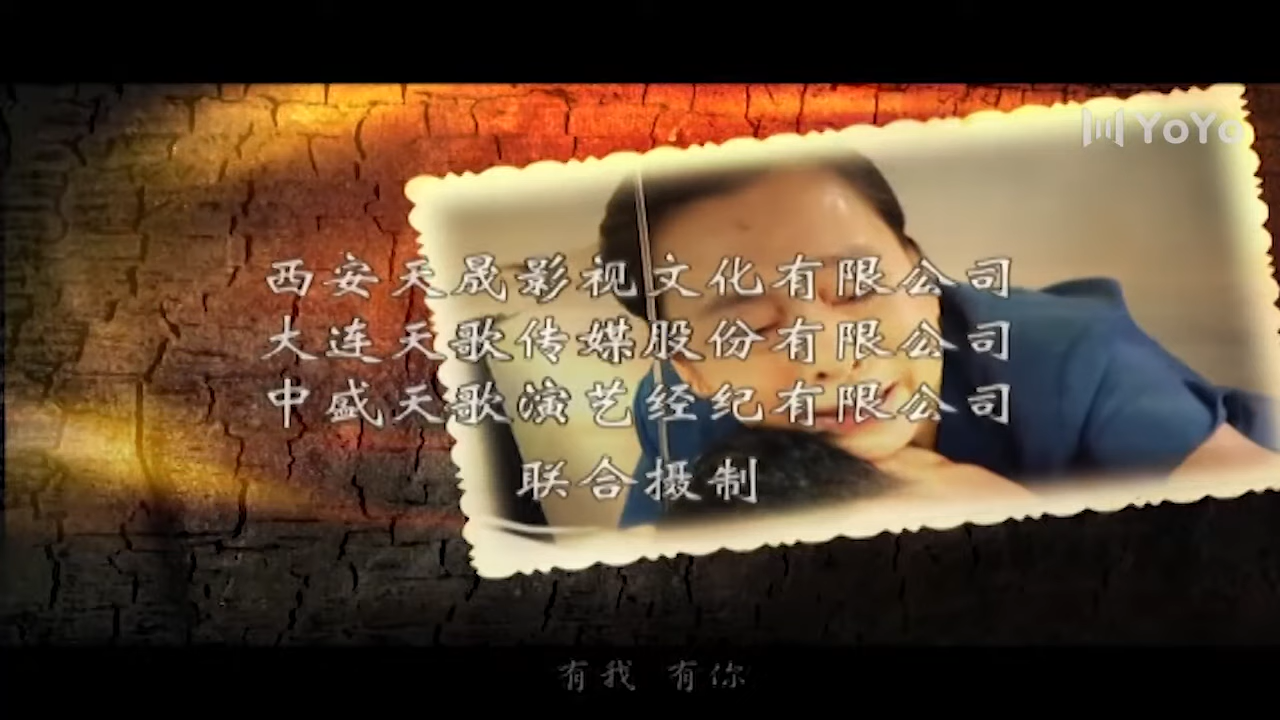 YoYo
西安天晟影视文化有限公司
大连天歌传媒股份有限公司
中盛天歌演艺经纪有限公司
联合摄制
有我 有你